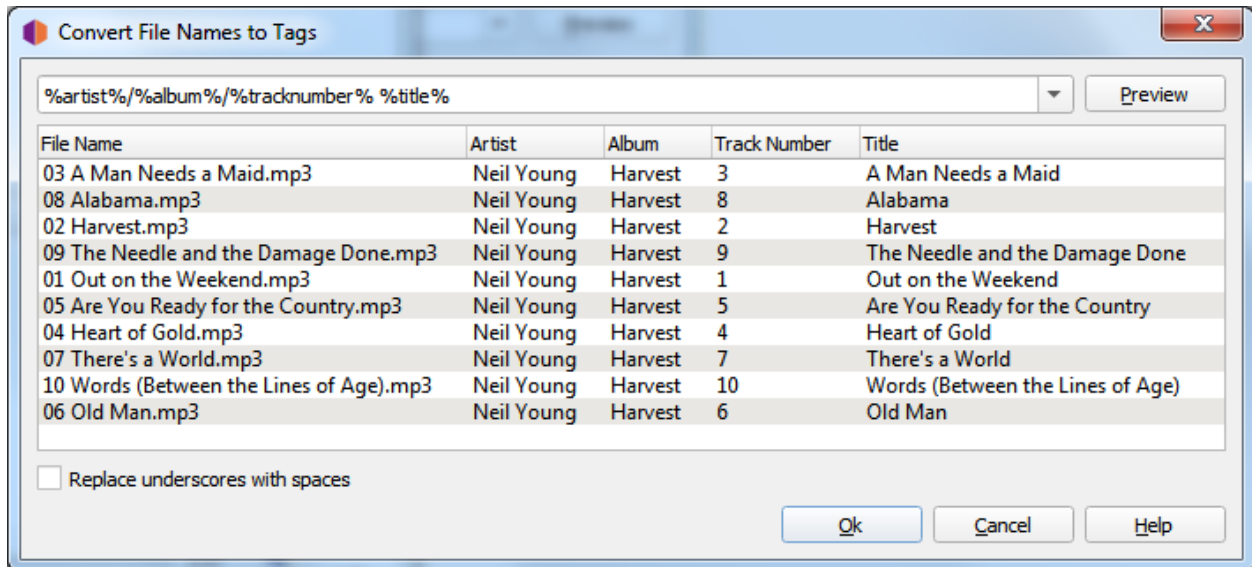 Convert File Names to Tags
%artist%/%album%/%tracknumber% %title%
Preview
File Name Artist Album Track Number Title
03 A Man Needs a Maid.mp3 Neil Young Harvest 3 A Man Needs a Maid
08 Alabama.mp3 Neil Young Harvest 8 Alabama
02 Harvest.mp3 Neil Young Harvest 2 Harvest
09 The Needle and the Damage Done.mp3 Neil Young Harvest 9 The Needle and the Damage Done
01 Out on the Weekend.mp3 Neil Young Harvest 1 Out on the Weekend
05 Are You Ready for the Country.mp3 Neil Young Harvest 5 Are You Ready for the Country
04 Heart of Gold.mp3 Neil Young Harvest 4 Heart of Gold
07 There's a World.mp3 Neil Young Harvest 7 There's a World
10 Words (Between the Lines of Age).mp3 Neil Young Harvest 10 Words (Between the Lines of Age)
06 Old Man.mp3 Neil Young Harvest 6 Old Man
Replace underscores with spaces
Ok Cancel Help